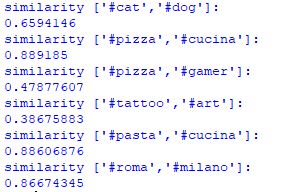 similarity ['#cat','#dog']:
0.6594146
similarity ['#pizza','#cucina']:
0.889185
similarity ['#pizza','#gamer']:
0.47877607
similarity ['#tattoo','#art']:
0.38675883
similarity ['#pasta','#cucina']:
0.88606876
similarity ['#roma','#milano']:
0.86674345